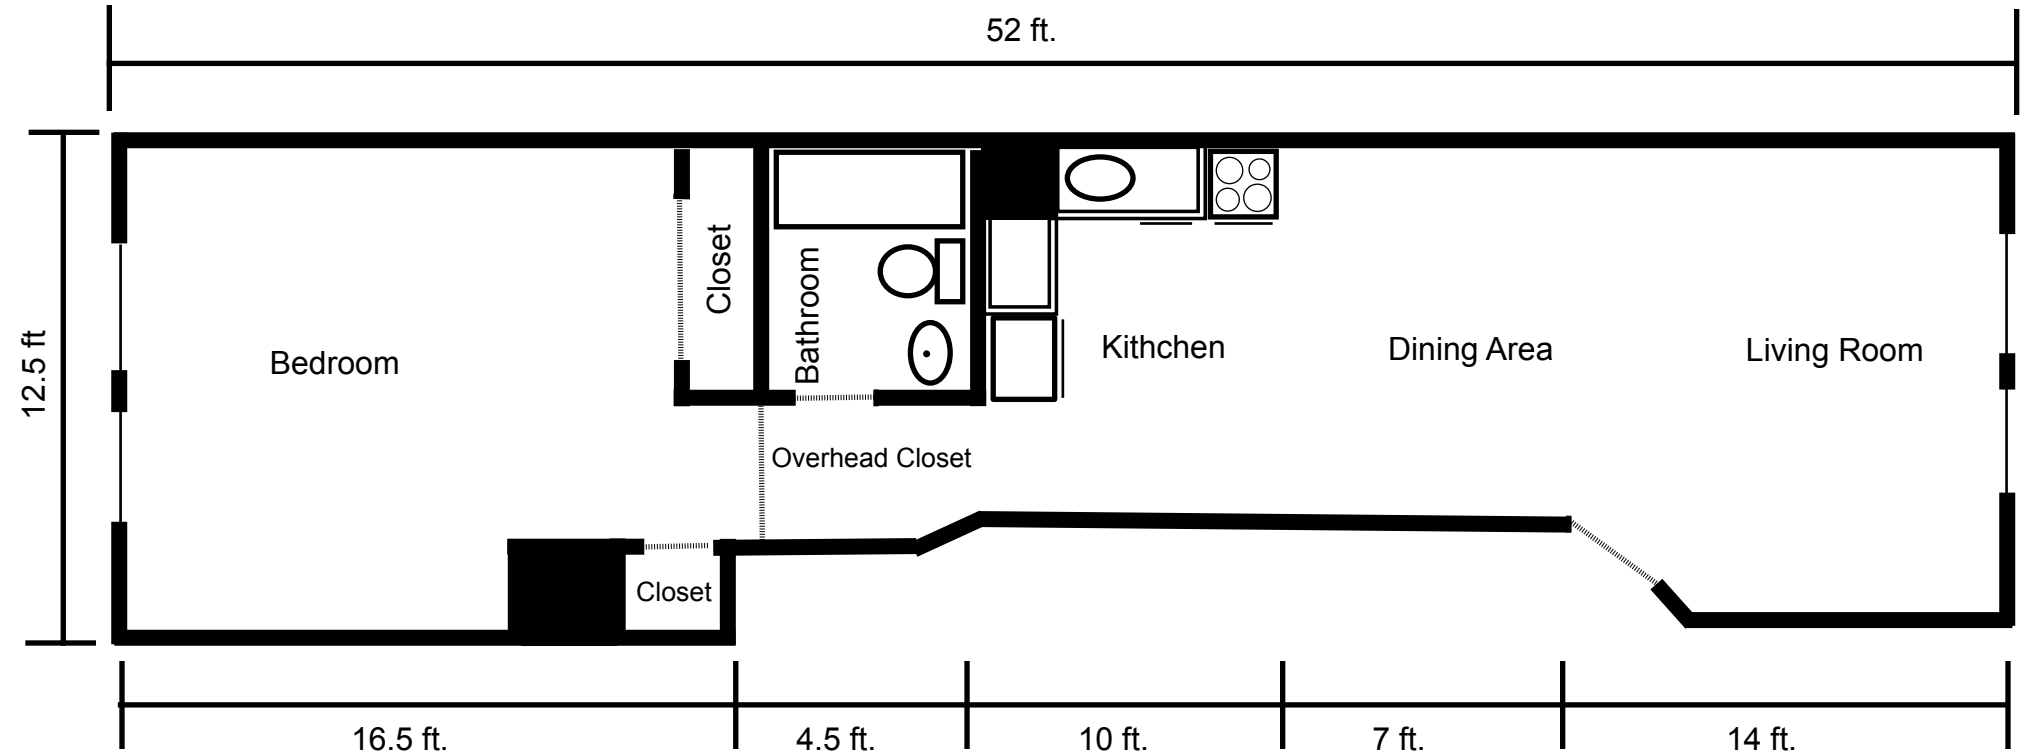 52 ft.
12.5 ft
Bedroom
Closet
Bathroom
Kithchen
Dining Area
Living Room
Overhead Closet
Closet
16.5 ft.
4.5 ft.
10 ft.
7 ft.
14 ft.